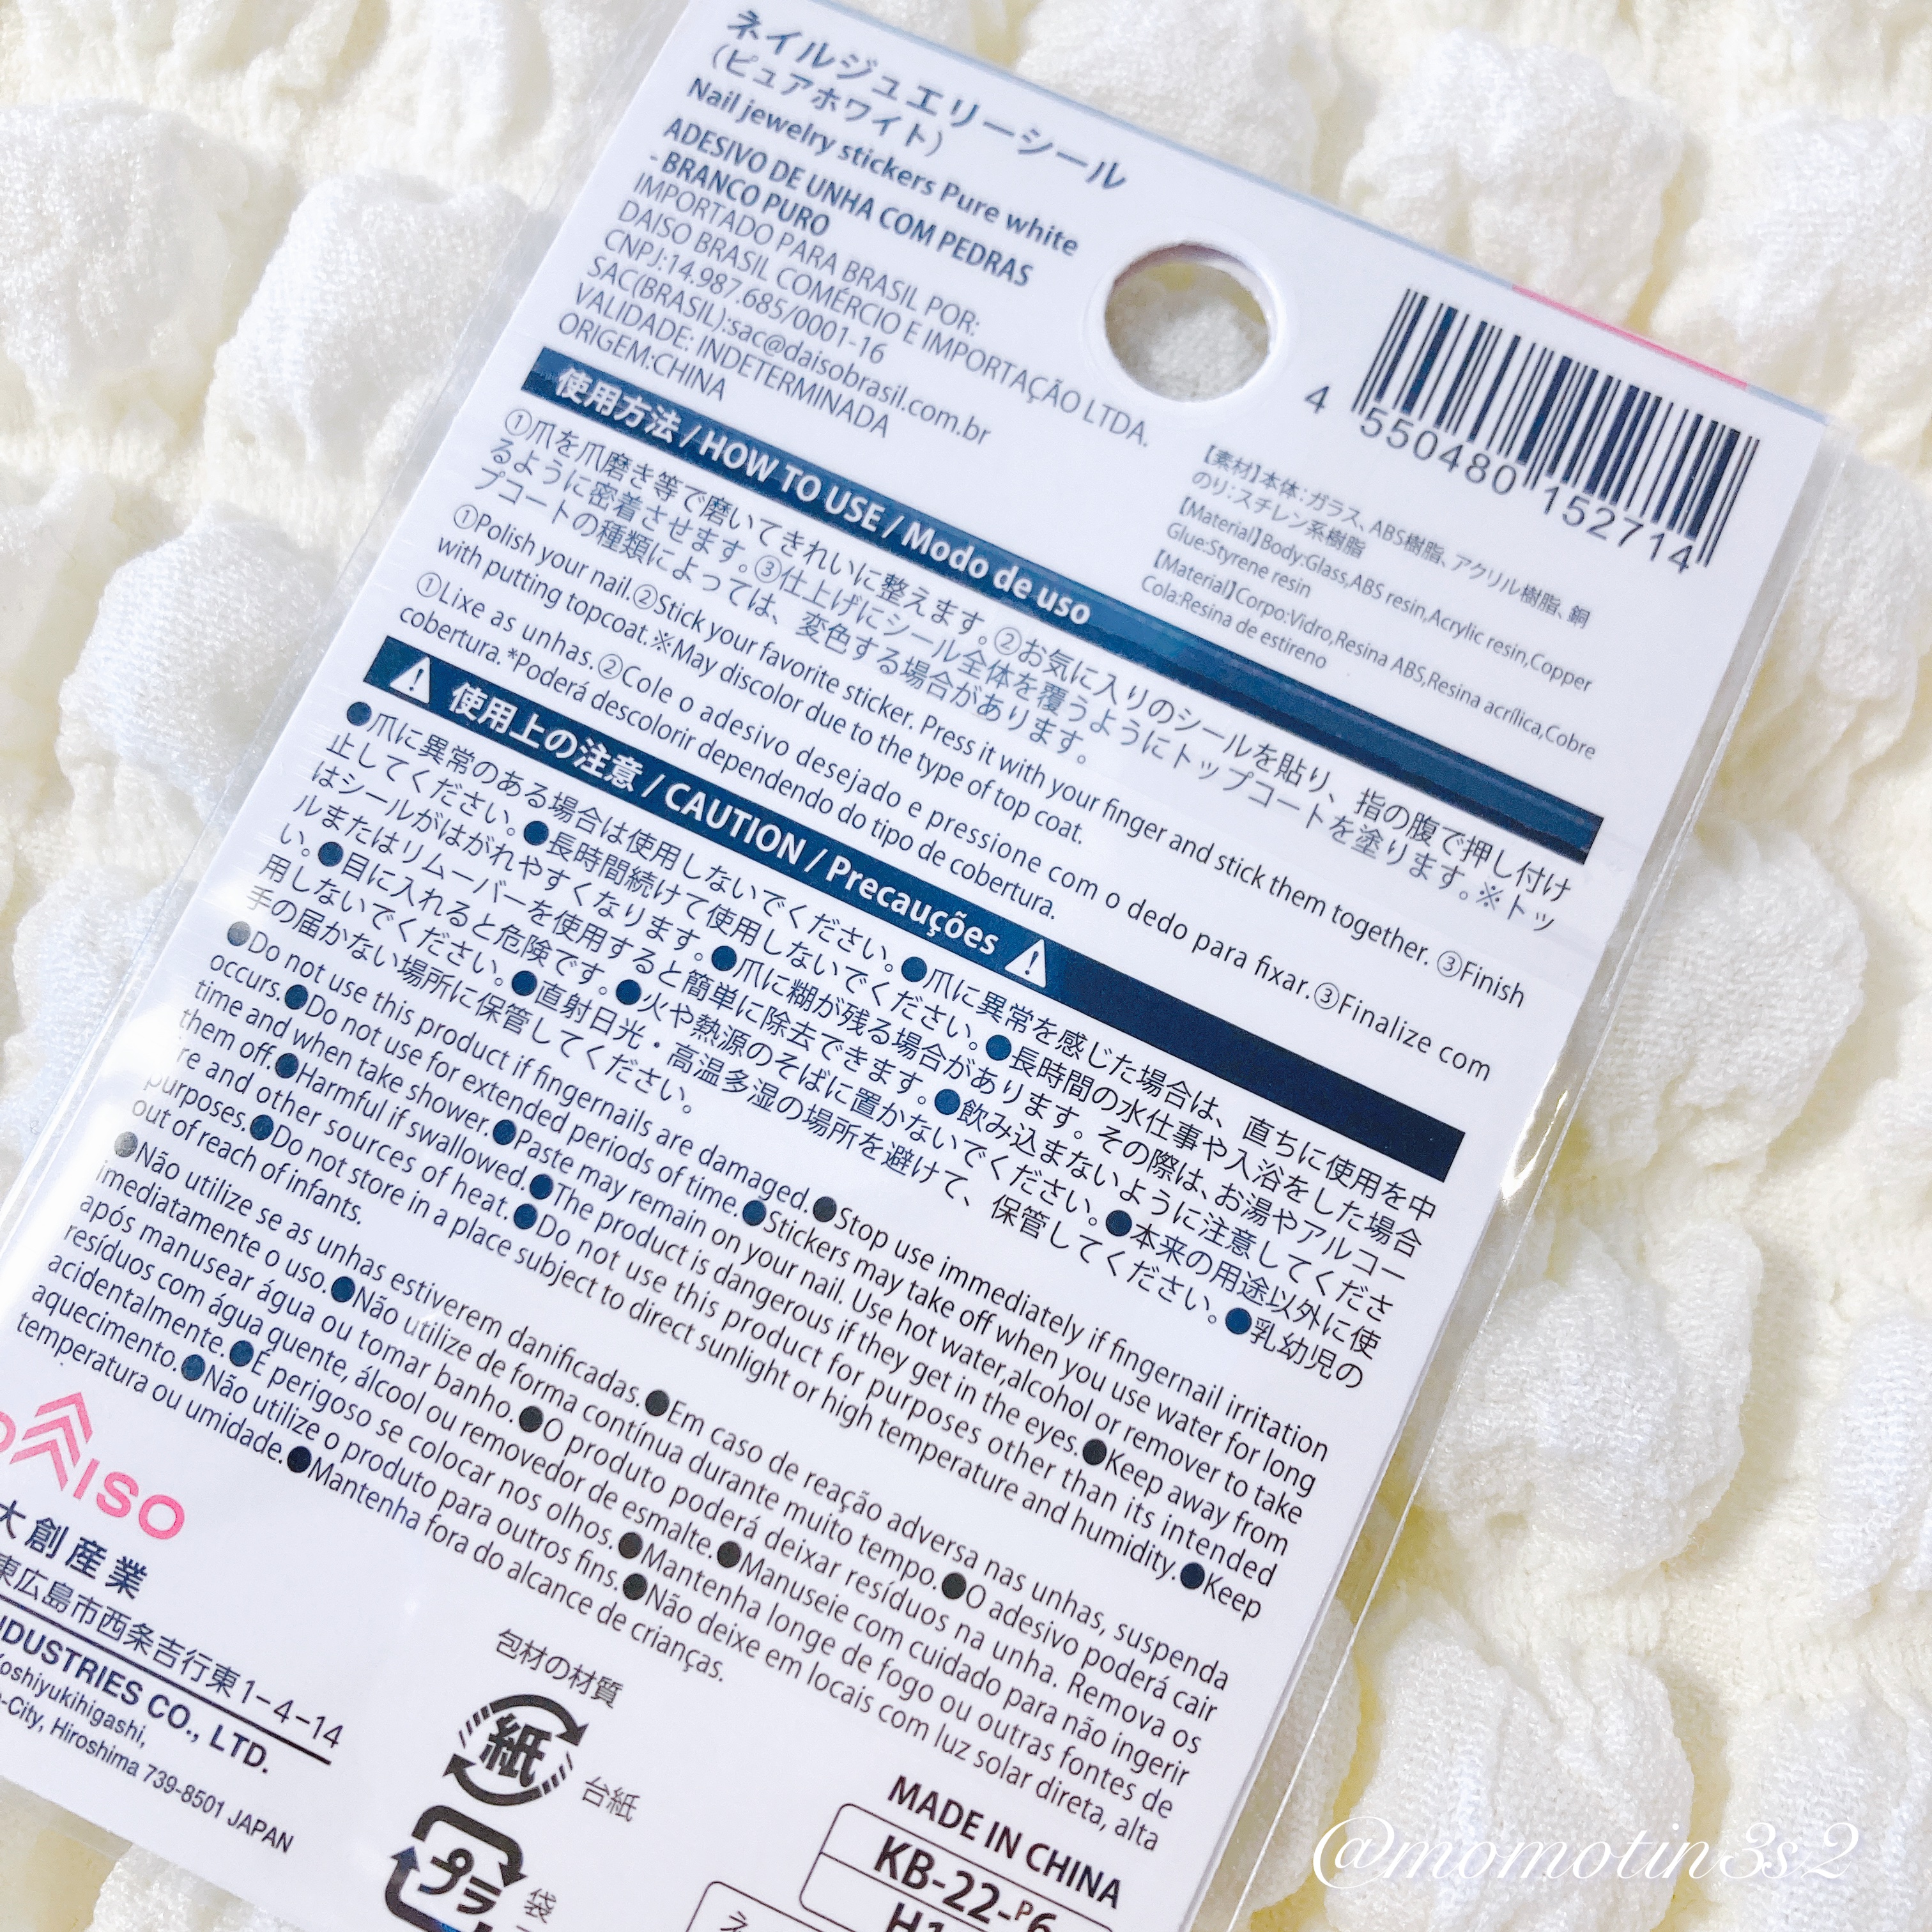 ネイルジュエリーシール
(ピュアホワイト)
Nail jewelry stickers Pure white
ADESIVO DE UNHA COM PEDRAS
- BRANCO PURO
IMPORTADO PARA BRASIL POR:
DAISO BRASIL COMÉRCIO E IMPORTAÇÃO LTDA.
CNPJ:14.987.685/0001-16
SAC(BRASIL):sac@daisobrasil.com.br
VALIDADE: INDETERMINADA
ORIGEM:CHINA
4 550480 152714
【素材】本体：ガラス、ABS樹脂、アクリル樹脂、銅
のり：スチレン系樹脂
【Material】Body:Glass,ABS resin,Acrylic resin,Copper
Glue:Styrene resin
【Material】Corpo:Vidro,Resina ABS,Resina acrílica,Cobre
Cola:Resina de estireno
使用方法 / HOW TO USE / Modo de uso
①爪を爪磨き等で磨いてきれいに整えます。②お気に入りのシールを貼り、指の腹で押し付け
るように密着させます。③仕上げにシール全体を覆うようにトップコートを塗ります。※トッ
プコートの種類によっては、変色する場合があります。
①Polish your nail.②Stick your favorite sticker. Press it with your finger and stick them together. ③Finish
with putting topcoat.※May discolor due to the type of top coat.
①Lixe as unhas.②Cole o adesivo desejado e pressione com o dedo para fixar.③Finalize com
cobertura.*Poderá descolorir dependendo do tipo de cobertura.
使用上の注意 / CAUTION / Precauções
●爪に異常のある場合は使用しないでください。●爪に異常を感じた場合は、直ちに使用を中
止してください。●長時間続けて使用しないでください。●長時間の水仕事や入浴をした場合
はシールがはがれやすくなります。●爪に糊が残る場合があります。その際は、お湯やアルコー
ルまたはリムーバーを使用すると簡単に除去できます。●飲み込まないように注意してくださ
い。●目に入れると危険です。●火や熱源のそばに置かないでください。●本来の用途以外に使
用しないでください。●直射日光・高温多湿の場所を避けて、保管してください。●乳幼児の
手の届かない場所に保管してください。
●Do not use this product if fingernails are damaged.●Stop use immediately if fingernail irritation
occurs.●Do not use for extended periods of time.●Stickers may take off when you use water for long
time and when take shower.●Paste may remain on your nail. Use hot water,alcohol or remover to take
them off.●Harmful if swallowed.●The product is dangerous if they get in the eyes.●Keep away from
re and other sources of heat.●Do not use this product for purposes other than its intended
purposes.●Do not store in a place subject to direct sunlight or high temperature and humidity.●Keep
out of reach of infants.
●Não utilize se as unhas estiverem danificadas.●Em caso de reação adversa nas unhas, suspenda
imediatamente o uso.●Não utilize de forma contínua durante muito tempo.●O adesivo poderá cair
após manusear água ou tomar banho.●O produto poderá deixar resíduos na unha. Remova os
resíduos com água quente, álcool ou removedor de esmalte.●Manuseie com cuidado para não ingerir
acidentalmente.●É perigoso se colocar nos olhos.●Mantenha longe de fogo ou outras fontes de
aquecimento.●Não utilize o produto para outros fins.●Não deixe em locais com luz solar direta, alta
temperatura ou umidade.●Mantenha fora do alcance de crianças.
DAISO
大創産業
東広島市西条吉行東1-4-14
INDUSTRIES CO., LTD.
oshiyukihigashi,
-City, Hiroshima 739-8501 JAPAN
包材の材質
紙
台紙
プラ
袋
MADE IN CHINA
KB-22-P6
H1
ネ
@momotin3s2